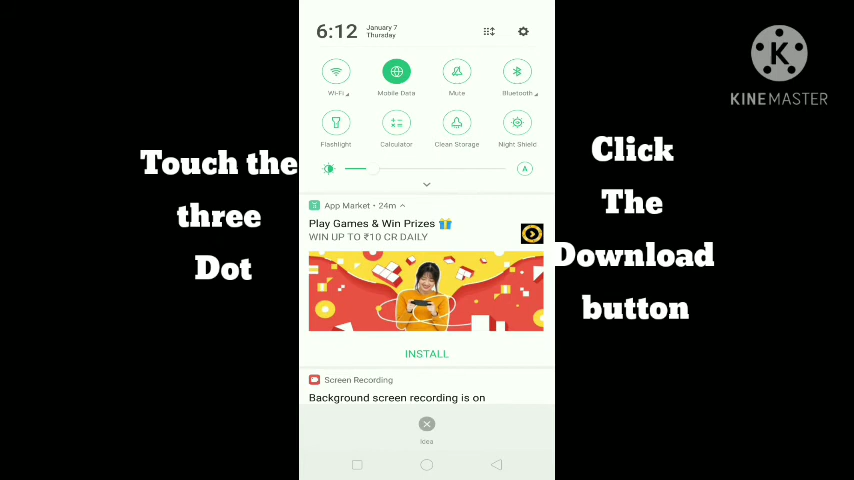 6:12
January 7
Thursday
Wi-Fi
Mobile Data
Mute
Bluetooth
Flashlight
Calculator
Clean Storage
Night Shield
A
App Market • 24m
Play Games & Win Prizes
WIN UP TO ₹10 CR DAILY
INSTALL
Screen Recording
Background screen recording is on
Idea
Touch the
three
Dot
Click
The
Download
button
K
KINEMASTER